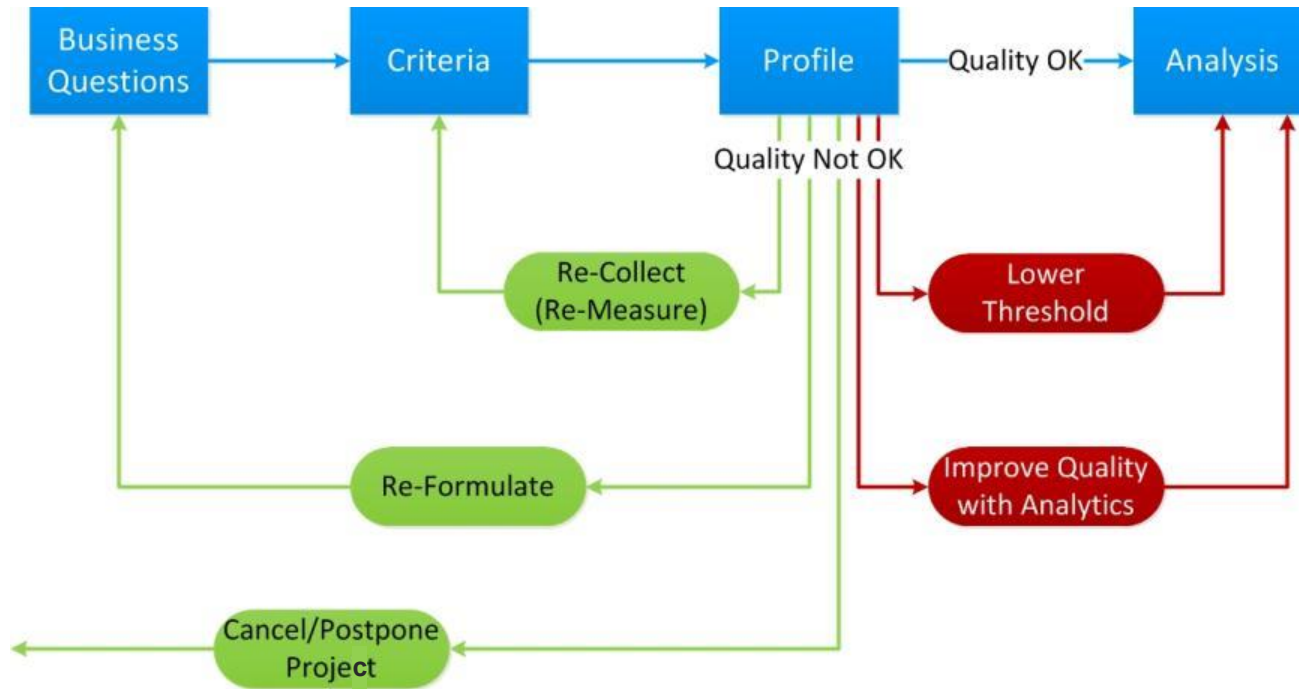 Business
Questions
Criteria
Profile
Quality OK
Analysis
Quality Not OK
Re-Collect
(Re-Measure)
Lower
Threshold
Re-Formulate
Improve Quality
with Analytics
Cancel/Postpone
Project